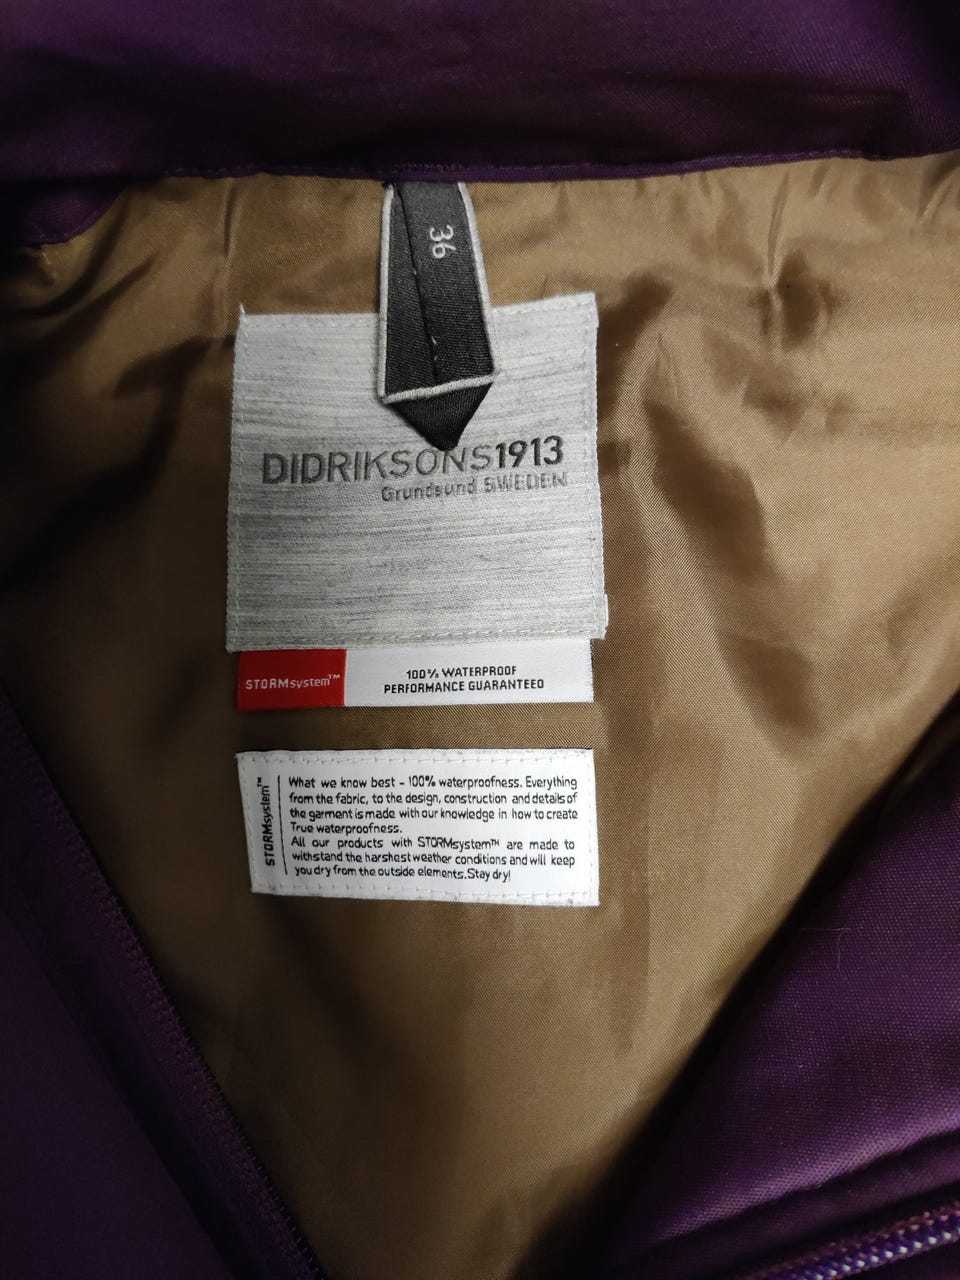 36
DIDRIKSONS1913
Grundsund SWEDEN
STORMsystem™
100% WATERPROOF
PERFORMANCE GUARANTEED
STORMsystem™
What we know best - 100% waterproofness. Everything
from the fabric, to the design, construction and details of
the garment is made with our knowledge in how to create
True waterproofness.
All our products with STORMsystem™ are made to
withstand the harshest weather conditions and will keep
you dry from the outside elements. Stay dry!